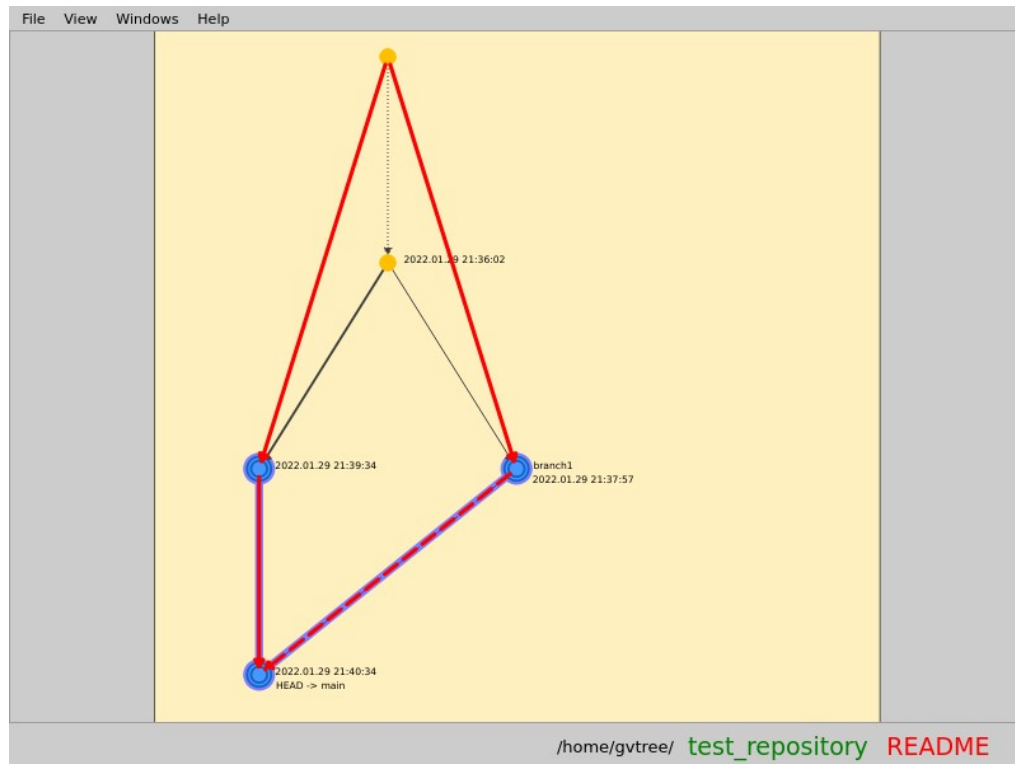 File View Windows Help
2022.01.29 21:36:02
2022.01.29 21:39:34
branch1
2022.01.29 21:37:57
2022.01.29 21:40:34
HEAD -> main
/home/gvtree/ test_repository README